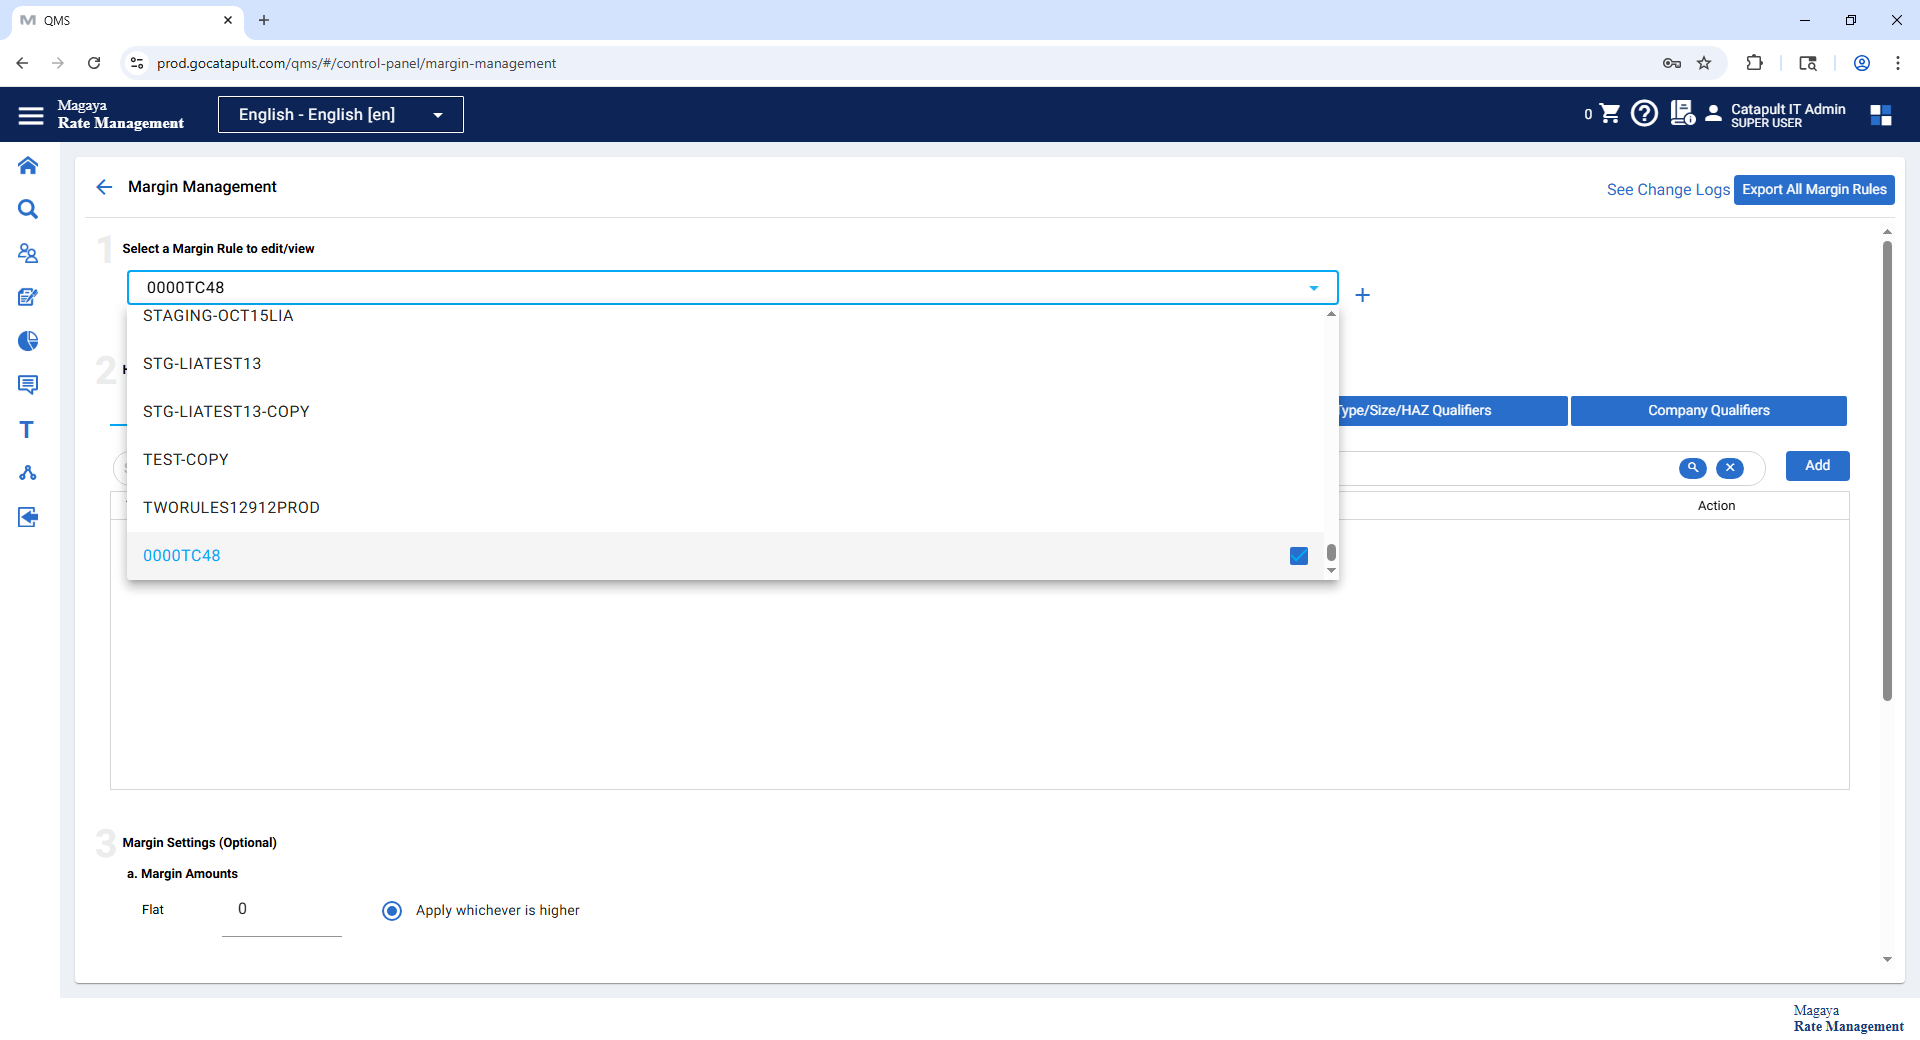 QMS
prod.gocatapult.com/qms/#/control-panel/margin-management
Magaya
Rate Management
English - English [en]
0
Catapult IT Admin
SUPER USER
Margin Management
See Change Logs
Export All Margin Rules
1
Select a Margin Rule to edit/view
0000TC48
STAGING-OCT15LIA
STG-LIATEST13
2
Type/Size/HAZ Qualifiers
Company Qualifiers
STG-LIATEST13-COPY
TEST-COPY
Add
TWORULES12912PROD
Action
0000TC48
3
Margin Settings (Optional)
a. Margin Amounts
Flat
0
Apply whichever is higher
Magaya
Rate Management